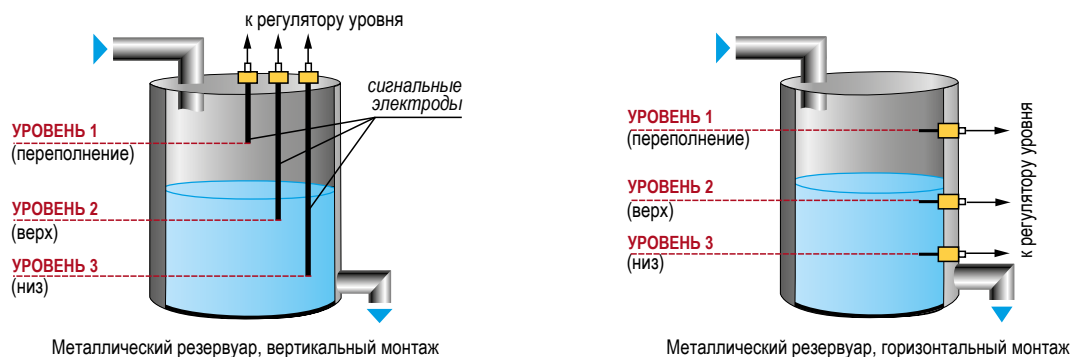 к регулятору уровня
сигнальные
электроды
УРОВЕНЬ 1
(переполнение)
УРОВЕНЬ 2
(верх)
УРОВЕНЬ 3
(низ)
Металлический резервуар, вертикальный монтаж
УРОВЕНЬ 1
(переполнение)
УРОВЕНЬ 2
(верх)
УРОВЕНЬ 3
(низ)
к регулятору уровня
Металлический резервуар, горизонтальный монтаж